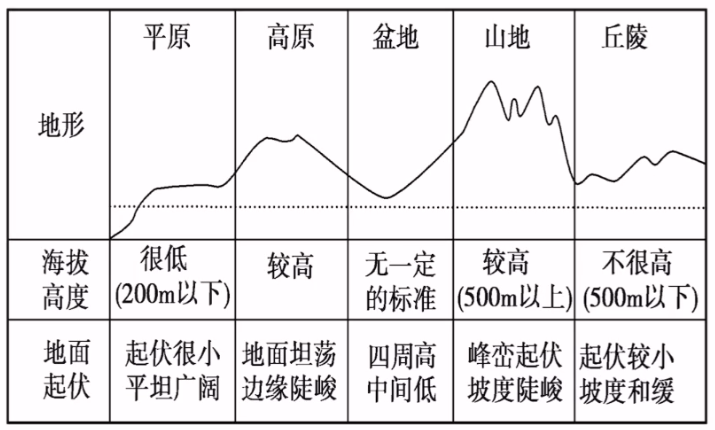 平原 高原 盆地 山地 丘陵
地形
海拔
高度
很低
(200m以下)
较高
无一定
的标准
较高
(500m以上)
不很高
(500m以下)
地面
起伏
起伏很小
平坦广阔
地面坦荡
边缘陡峻
四周高
中间低
峰峦起伏
坡度陡峻
起伏较小
坡度和缓